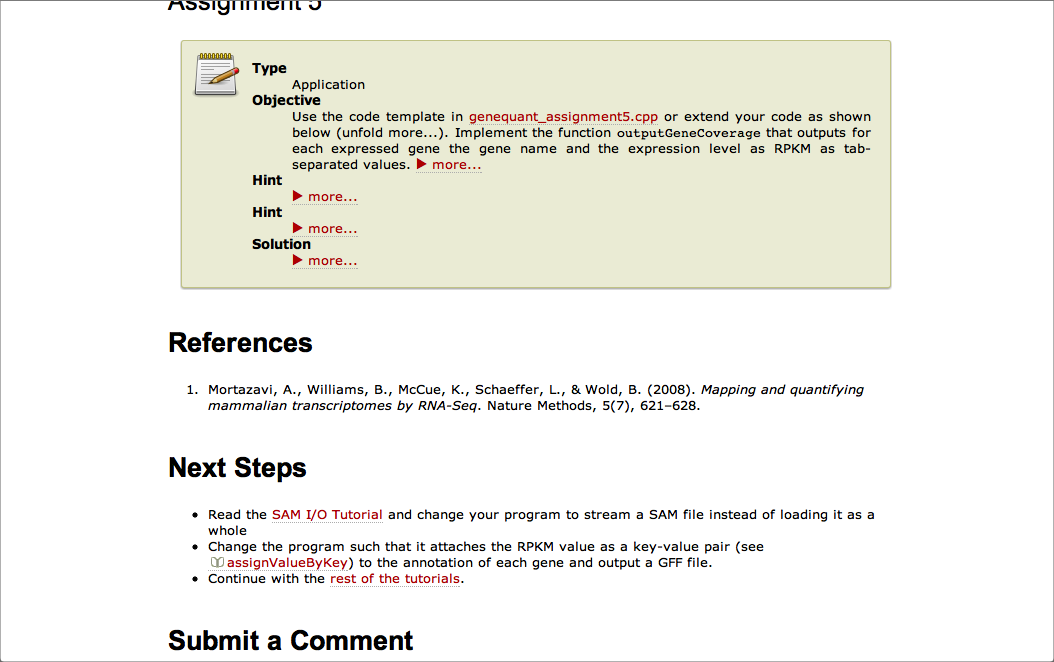 Assignment 5
Type
Application
Objective
Use the code template in genequant_assignment5.cpp or extend your code as shown
below (unfold more...). Implement the function outputGeneCoverage that outputs for
each expressed gene the gene name and the expression level as RPKM as tab-
separated values. ▶ more...
Hint
▶ more...
Hint
▶ more...
Solution
▶ more...
References
1. Mortazavi, A., Williams, B., McCue, K., Schaeffer, L., & Wold, B. (2008). Mapping and quantifying
mammalian transcriptomes by RNA-Seq. Nature Methods, 5(7), 621–628.
Next Steps
• Read the SAM I/O Tutorial and change your program to stream a SAM file instead of loading it as a
whole
• Change the program such that it attaches the RPKM value as a key-value pair (see
assignValueByKey) to the annotation of each gene and output a GFF file.
• Continue with the rest of the tutorials.
Submit a Comment